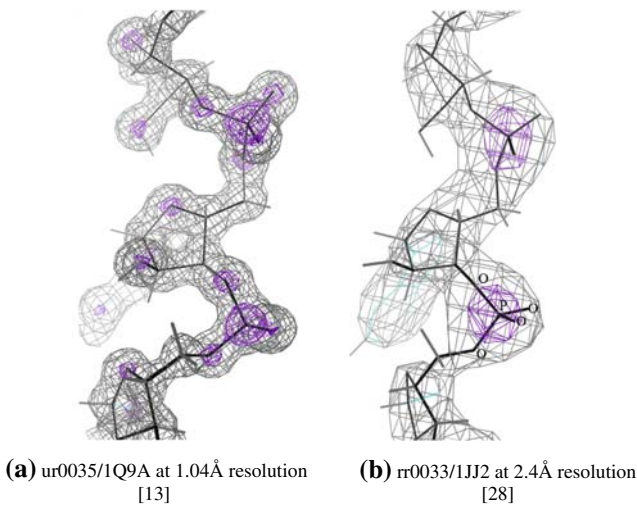 O
P
O
O
O
(a) ur0035/1Q9A at 1.04Å resolution
[13]
(b) rr0033/1JJ2 at 2.4Å resolution
[28]